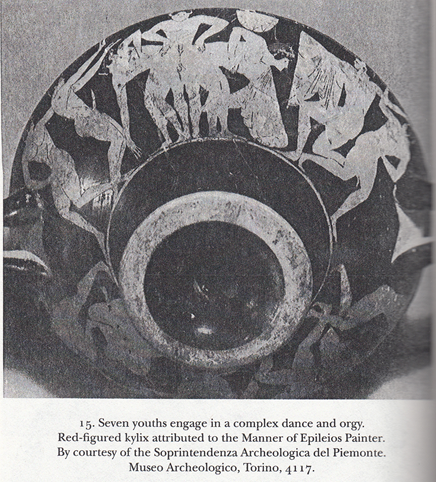 15. Seven youths engage in a complex dance and orgy.
Red-figured kylix attributed to the Manner of Epileios Painter.
By courtesy of the Soprintendenza Archeologica del Piemonte.
Museo Archeologico, Torino, 4117.